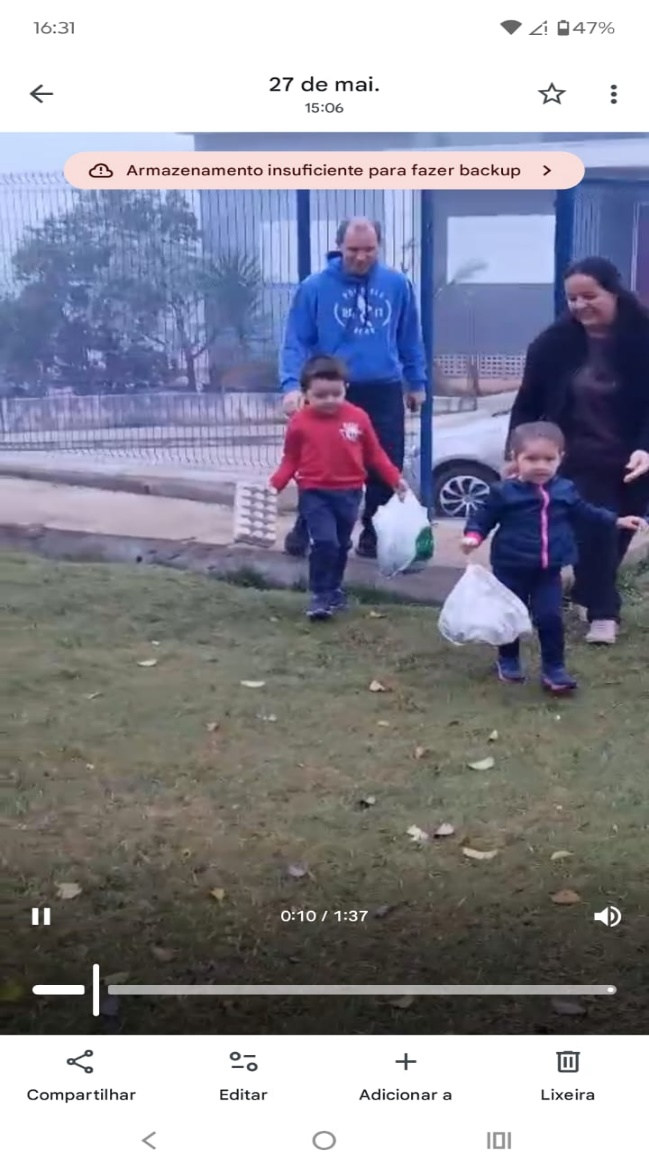 16:31
47%
27 de mai.
15:06
Armazenamento insuficiente para fazer backup
0:10 / 1:37
Compartilhar
Editar
Adicionar a
Lixeira